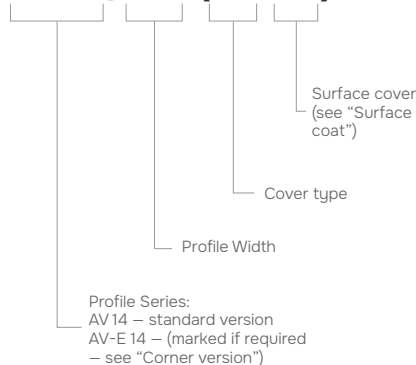 Surface cover
(see “Surface
coat”)
Cover type
Profile Width
Profile Series:
AV 14 – standard version
AV-E 14 – (marked if required
– see “Corner version”)